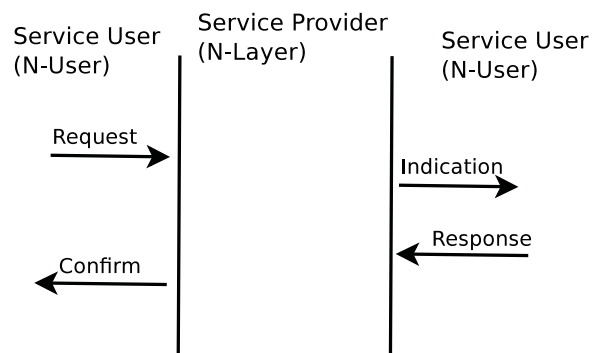 Service User
(N-User)
Service Provider
(N-Layer)
Service User
(N-User)
Request
Indication
Response
Confirm